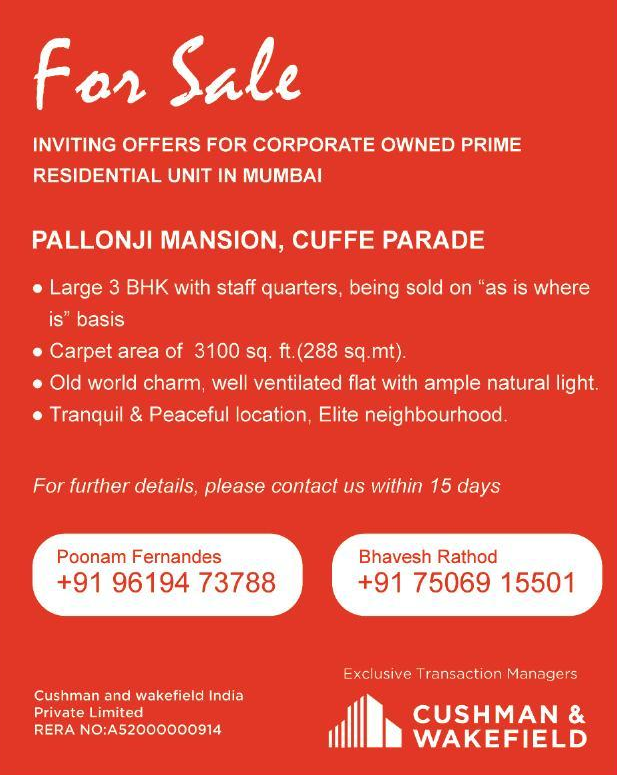 For Sale
INVITING OFFERS FOR CORPORATE OWNED PRIME
RESIDENTIAL UNIT IN MUMBAI
PALLONJI MANSION, CUFFE PARADE
● Large 3 BHK with staff quarters, being sold on “as is where
is” basis
● Carpet area of 3100 sq. ft.(288 sq.mt).
● Old world charm, well ventilated flat with ample natural light.
● Tranquil & Peaceful location, Elite neighbourhood.
For further details, please contact us within 15 days
Poonam Fernandes
+91 96194 73788
Bhavesh Rathod
+91 75069 15501
Cushman and wakefield India
Private Limited
RERA NO:A52000000914
Exclusive Transaction Managers
CUSHMAN &
WAKEFIELD